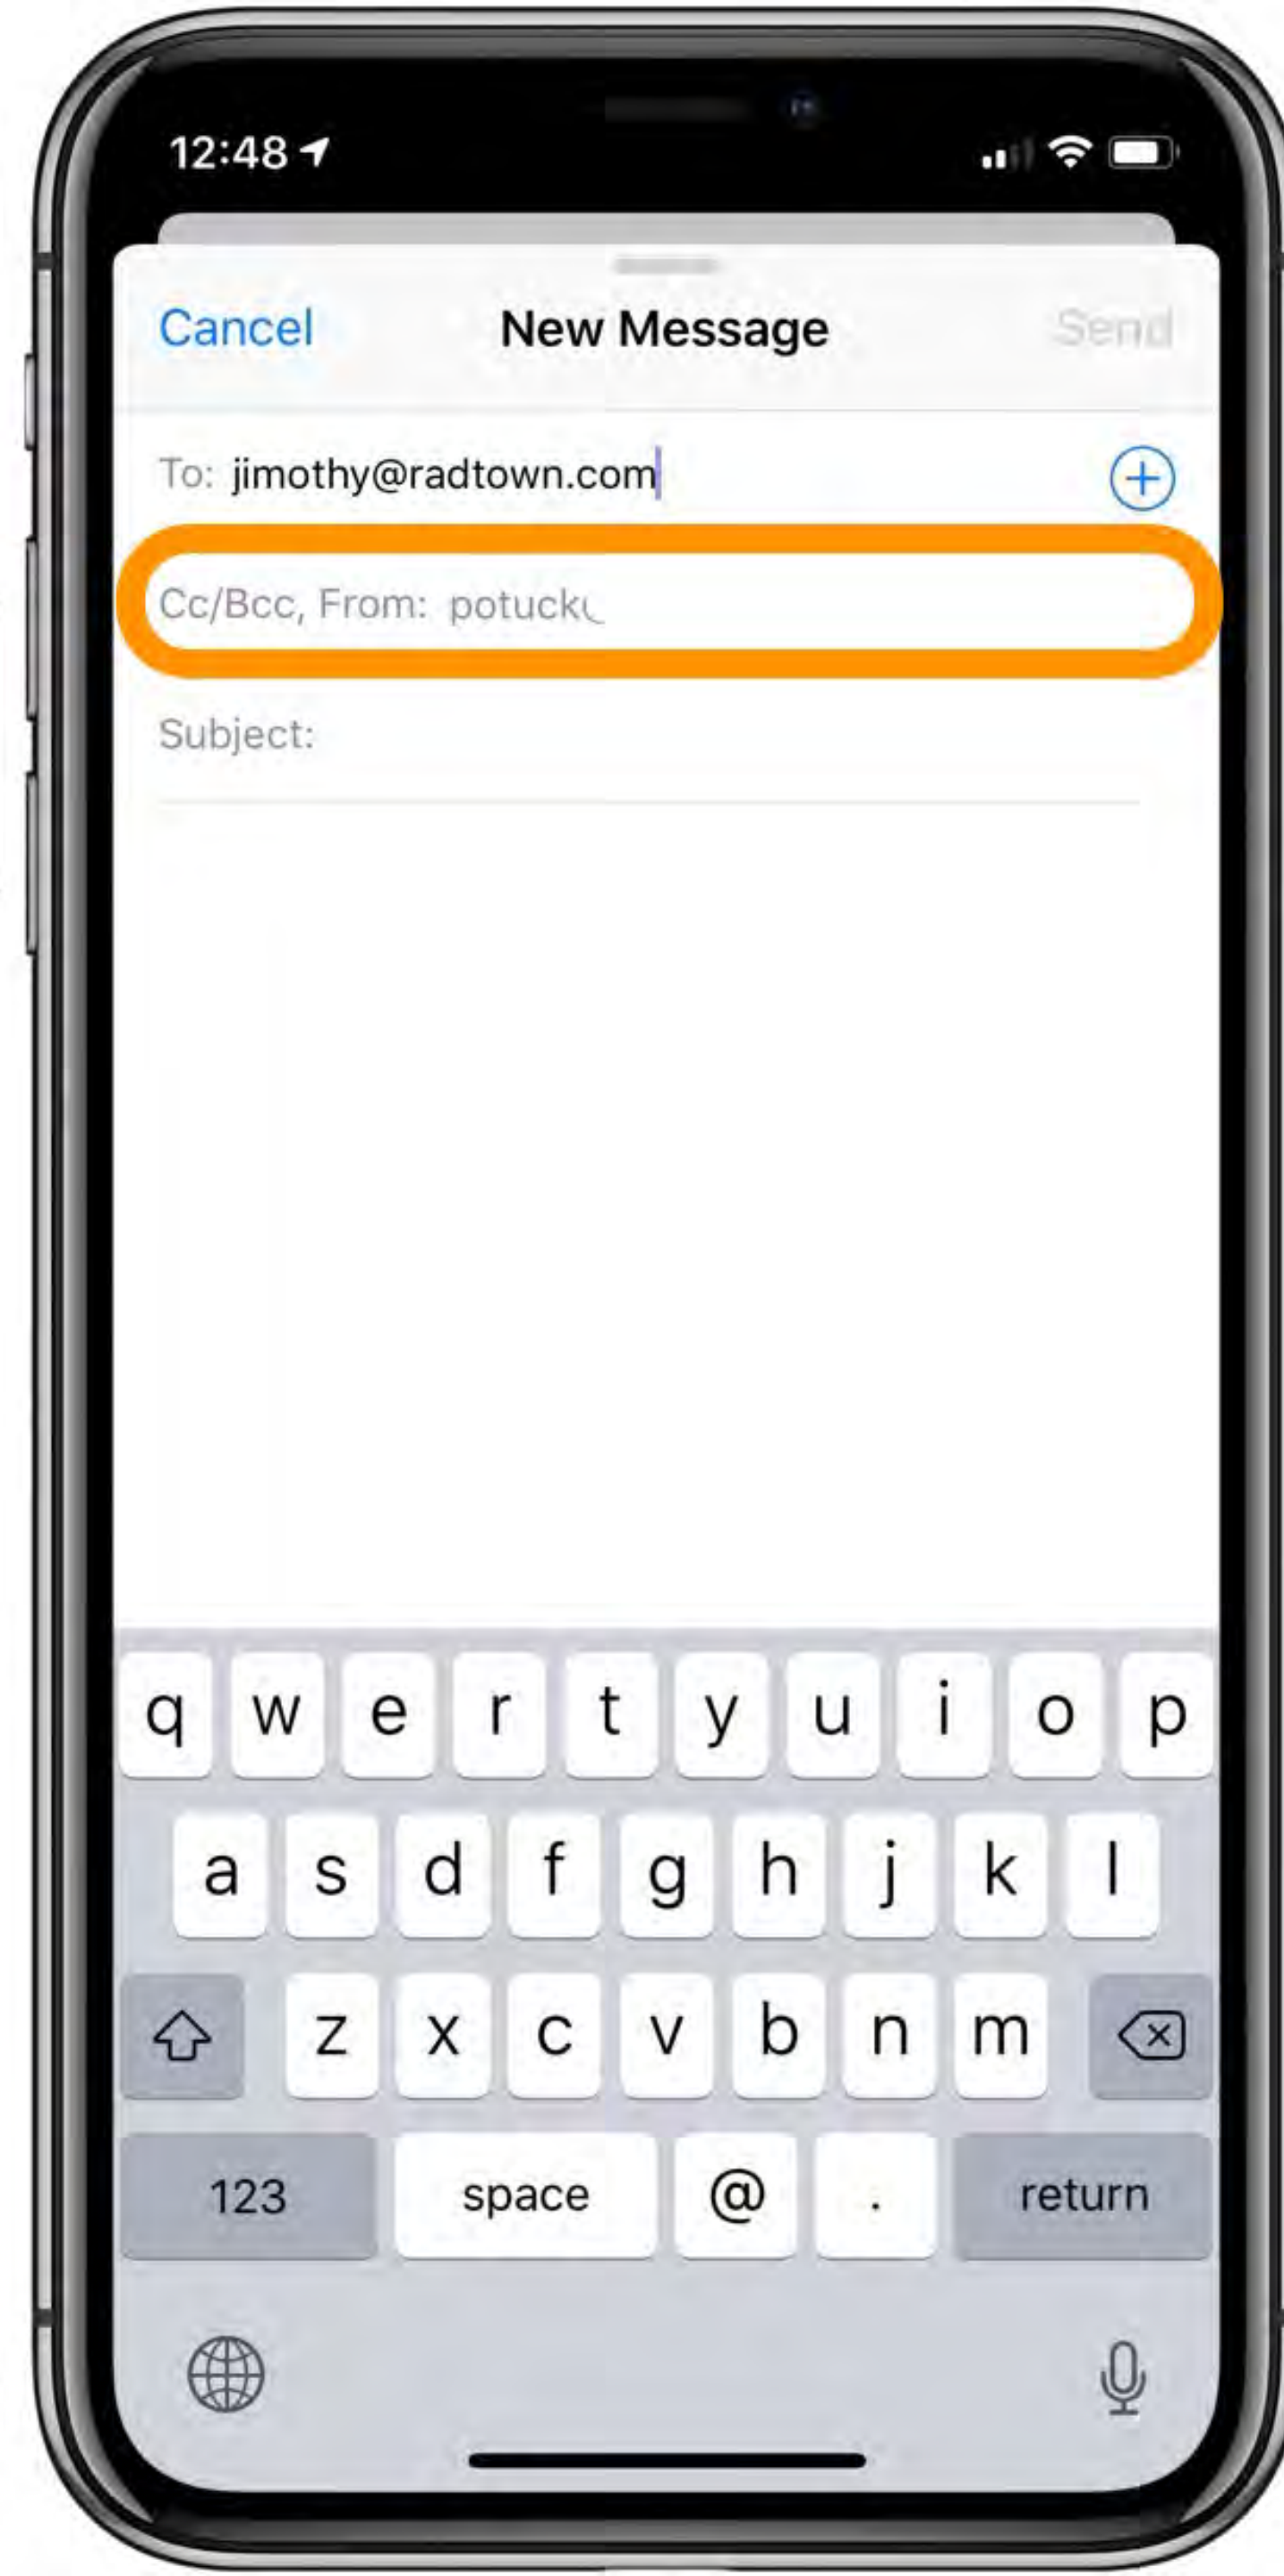 12:48
Cancel New Message Send
To: jimothy@radtown.com
Cc/Bcc, From:
Subject:
q w e r t y u i o p
a s d f g h j k l
z x c v b n m
123 space @ . return